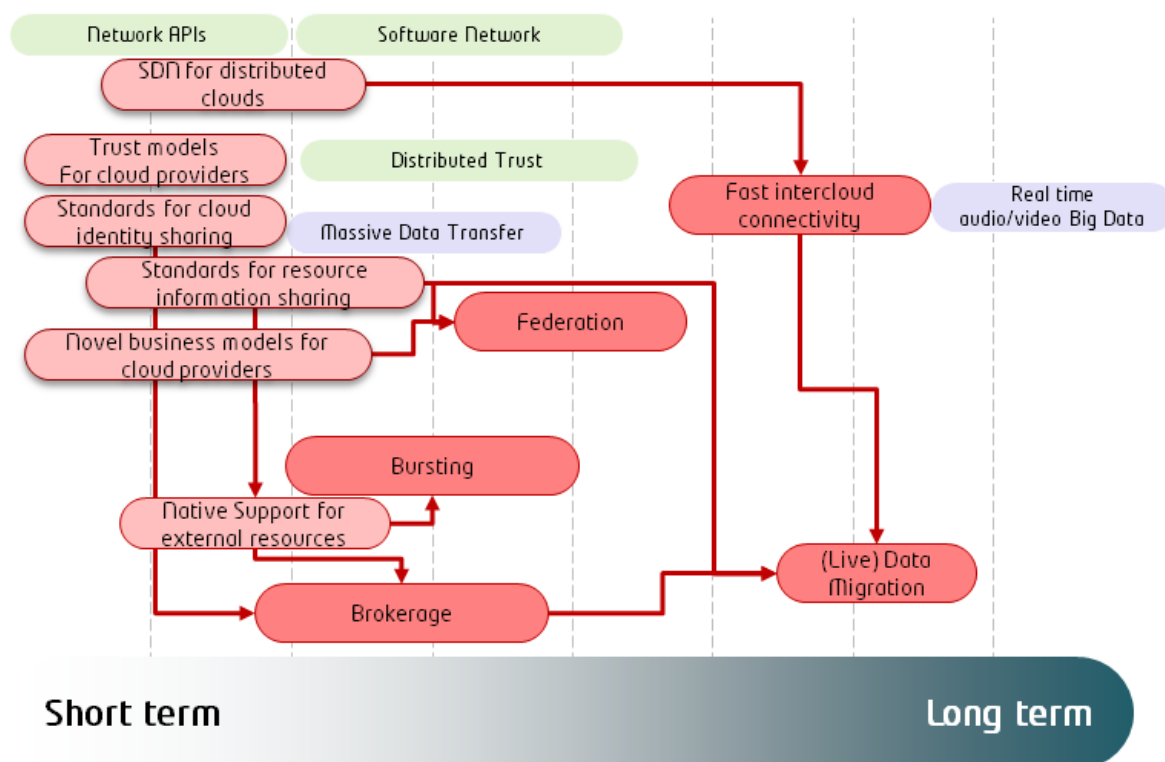 Network APIs
Software Network
SDN for distributed
clouds
Trust models
For cloud providers
Distributed Trust
Standards for cloud
identity sharing
Massive Data Transfer
Fast intercloud
connectivity
Real time
audio/video Big Data
Standards for resource
information sharing
Federation
Novel business models for
cloud providers
Bursting
Native Support for
external resources
(Live) Data
Migration
Brokerage
Short term
Long term